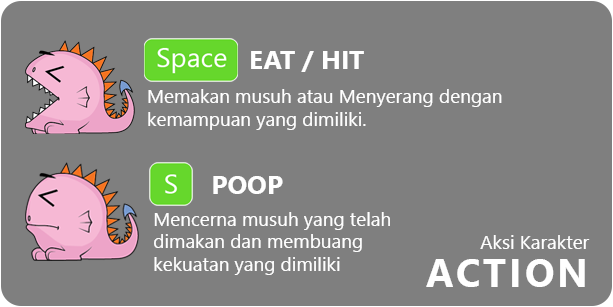 Space EAT / HIT
Memakan musuh atau Menyerang dengan
kemampuan yang dimiliki.
S POOP
Mencerna musuh yang telah
dimakan dan membuang
kekuatan yang dimiliki
Aksi Karakter
ACTION